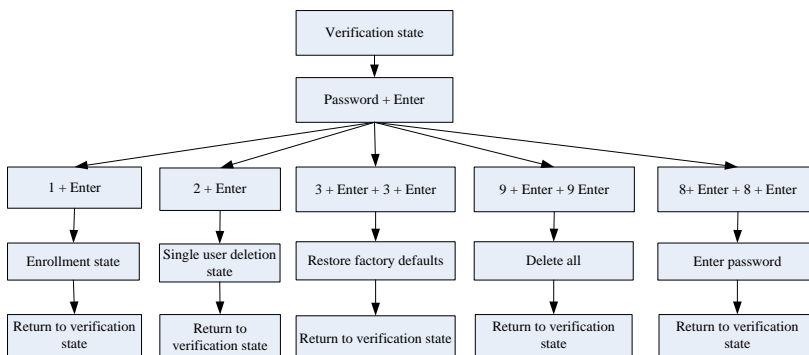 Verification state
Password + Enter
1 + Enter
2 + Enter
3 + Enter + 3 + Enter
9 + Enter + 9 Enter
8+ Enter + 8 + Enter
Enrollment state
Single user deletion
state
Restore factory defaults
Delete all
Enter password
Return to verification
state
Return to
verification state
Return to verification state
Return to verification
state
Return to verification
state